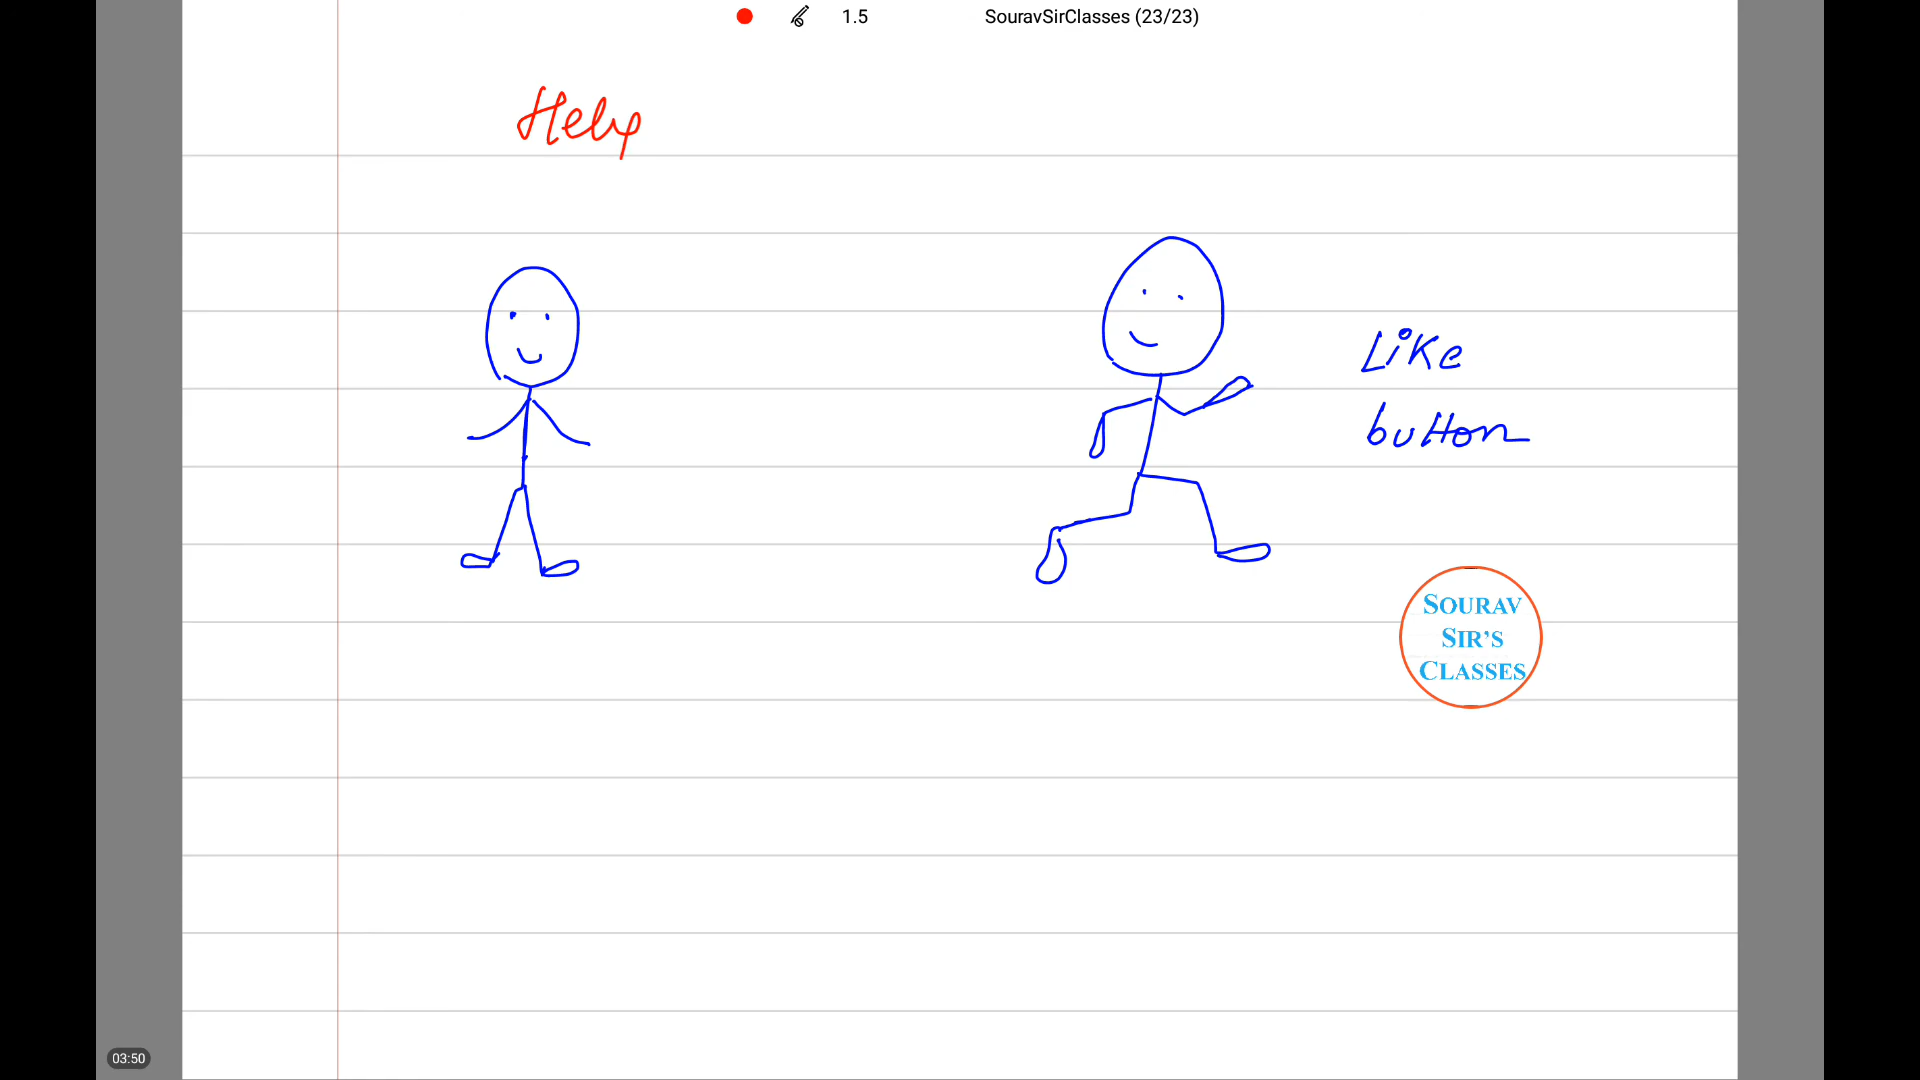 1.5 SouravSirClasses (23/23)
Help
Like
button
SOURAV
SIR'S
CLASSES
03:50